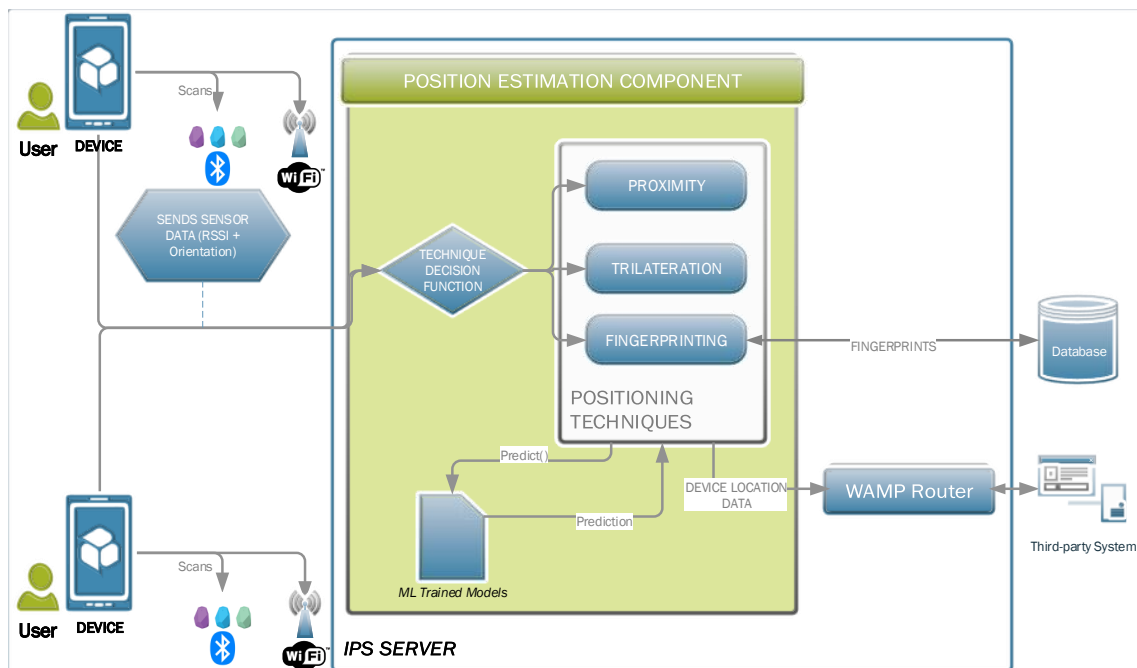 POSITION ESTIMATION COMPONENT
Scans
User
DEVICE
WiFi™
SENDS SENSOR
DATA (RSSI +
Orientation)
TECHNIQUE
DECISION
FUNCTION
PROXIMITY
TRILATERATION
FINGERPRINTING
POSITIONING
TECHNIQUES
FINGERPRINTS
Database
Predict()
Prediction
ML Trained Models
DEVICE LOCATION
DATA
WAMP Router
Third-party System
Scans
User
DEVICE
WiFi™
IPS SERVER